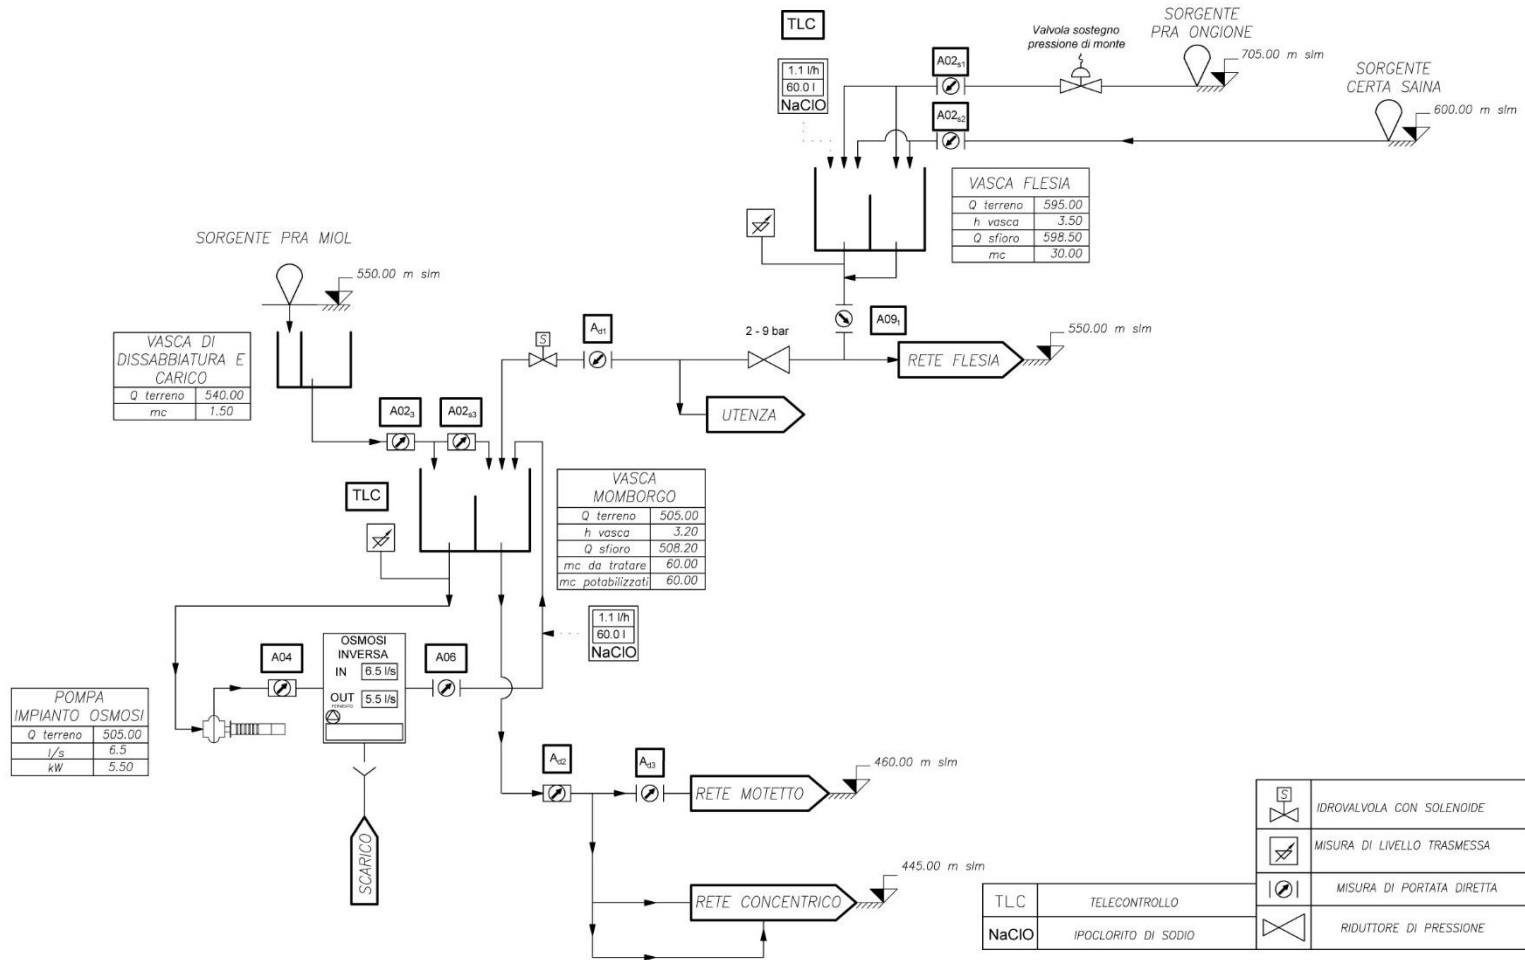 TLC
1.1 l/h
60.0 l
NaClO
Valvola sostegno
pressione di monte
SORGENTE
PRA ONGIONE
705.00 m slm
A02s1
SORGENTE
CERTA SAINA
600.00 m slm
A02s2
VASCA FLESIA
Q terreno 595.00
h vasca 3.50
Q sfioro 598.50
mc 30.00
SORGENTE PRA MIOL
550.00 m slm
VASCA DI
DISSABBIATURA E
CARICO
Q terreno 540.00
mc 1.50
S
Ad1
2 - 9 bar
A091
RETE FLESIA
550.00 m slm
UTENZA
A023
A02s3
TLC
VASCA
MOMBORGO
Q terreno 505.00
h vasca 3.20
Q sfioro 508.20
mc da tratare 60.00
mc potabilizzati 60.00
1.1 l/h
60.0 l
NaClO
A04
OSMOSI
INVERSA
IN 6.5 l/s
OUT 5.5 l/s
PERMEATO
A06
POMPA
IMPIANTO OSMOSI
Q terreno 505.00
l/s 6.5
kW 5.50
SCARICO
Ad2
Ad3
RETE MOTETTO
460.00 m slm
RETE CONCENTRICO
445.00 m slm
S IDROVALVOLA CON SOLENOIDE
MISURA DI LIVELLO TRASMESSA
MISURA DI PORTATA DIRETTA
RIDUTTORE DI PRESSIONE
TLC TELECONTROLLO
NaClO IPOCLORITO DI SODIO